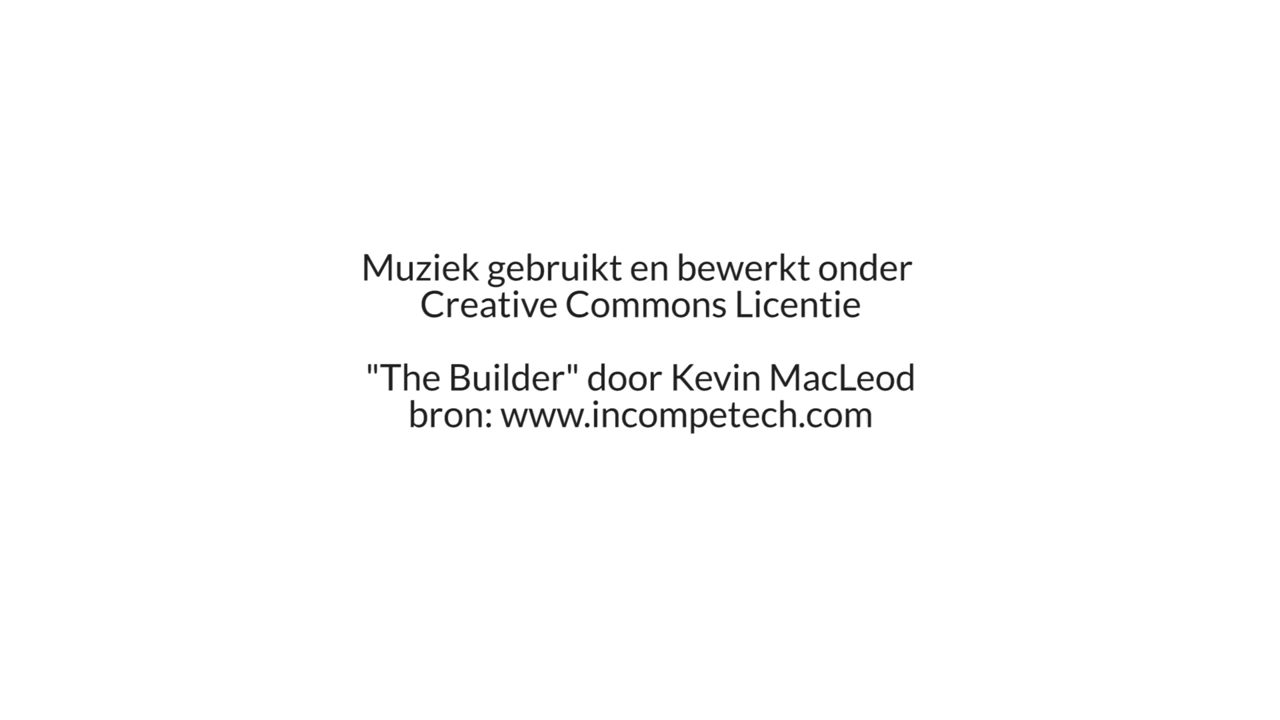 Muziek gebruikt en bewerkt onder
Creative Commons Licentie
"The Builder" door Kevin MacLeod
bron: www.incompetech.com